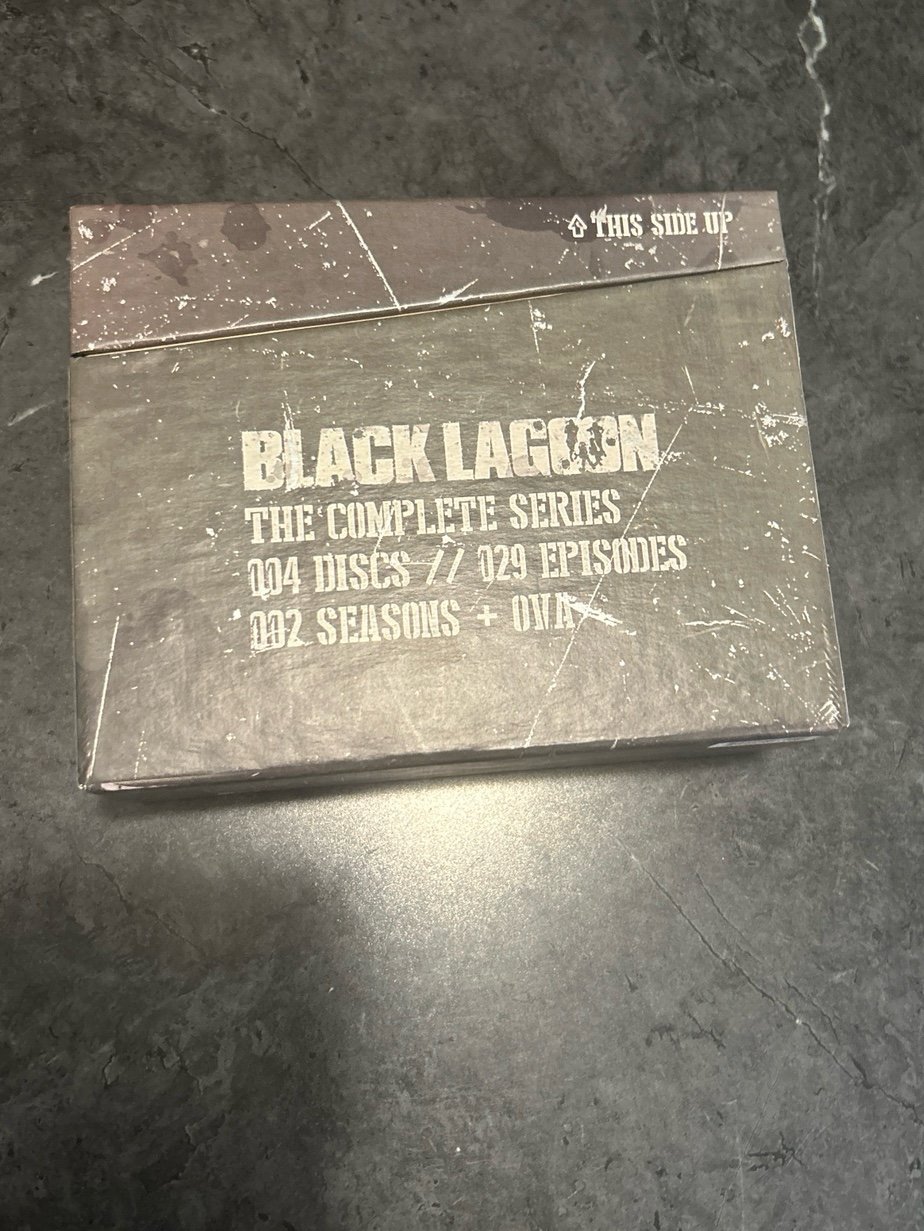 THIS SIDE UP
BLACK LAGOON
THE COMPLETE SERIES
004 DISCS // 029 EPISODES
002 SEASONS + OVA